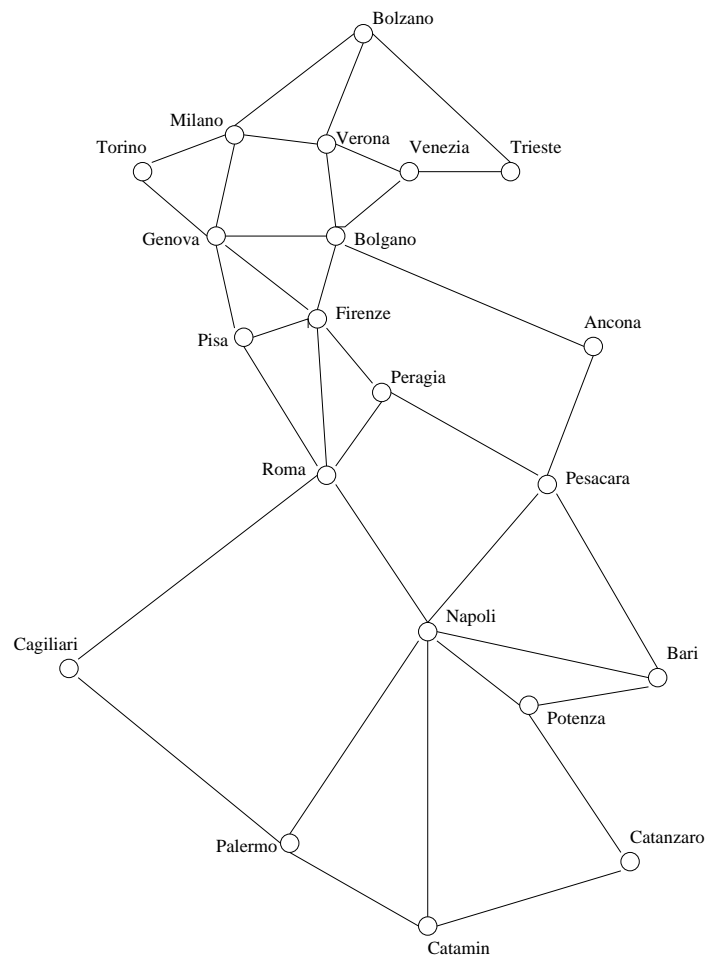 Bolzano
Milano
Verona
Torino
Venezia
Trieste
Genova
Bolgano
Firenze
Ancona
Pisa
Peragia
Roma
Pesacara
Napoli
Cagiliari
Bari
Potenza
Palermo
Catanzaro
Catamin